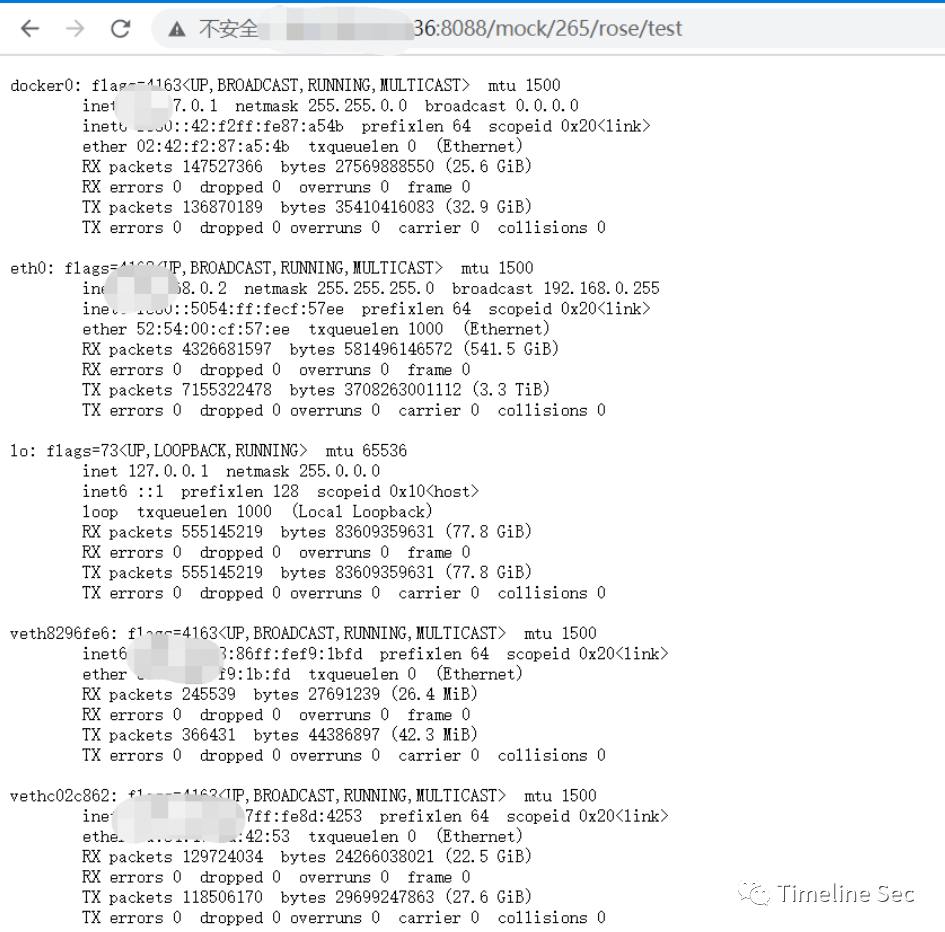 不安全 36:8088/mock/265/rose/test
docker0: flags=4163<UP,BROADCAST,RUNNING,MULTICAST>  mtu 1500
inet 7.0.1  netmask 255.255.0.0  broadcast 0.0.0.0
inet6 ::42:f2ff:fe87:a54b  prefixlen 64  scopeid 0x20<link>
ether 02:42:f2:87:a5:4b  txqueuelen 0  (Ethernet)
RX packets 147527366  bytes 27569888550 (25.6 GiB)
RX errors 0  dropped 0  overruns 0  frame 0
TX packets 136870189  bytes 35410416083 (32.9 GiB)
TX errors 0  dropped 0 overruns 0  carrier 0  collisions 0
eth0: flags=4163<UP,BROADCAST,RUNNING,MULTICAST>  mtu 1500
8.0.2  netmask 255.255.255.0  broadcast 192.168.0.255
::5054:ff:fecf:57ee  prefixlen 64  scopeid 0x20<link>
ether 52:54:00:cf:57:ee  txqueuelen 1000  (Ethernet)
RX packets 4326681597  bytes 581496146572 (541.5 GiB)
RX errors 0  dropped 0  overruns 0  frame 0
TX packets 7155322478  bytes 3708263001112 (3.3 TiB)
TX errors 0  dropped 0 overruns 0  carrier 0  collisions 0
lo: flags=73<UP,LOOPBACK,RUNNING>  mtu 65536
inet 127.0.0.1  netmask 255.0.0.0
inet6 ::1  prefixlen 128  scopeid 0x10<host>
loop  txqueuelen 1000  (Local Loopback)
RX packets 555145219  bytes 83609359631 (77.8 GiB)
RX errors 0  dropped 0  overruns 0  frame 0
TX packets 555145219  bytes 83609359631 (77.8 GiB)
TX errors 0  dropped 0 overruns 0  carrier 0  collisions 0
veth8296fe6: flags=4163<UP,BROADCAST,RUNNING,MULTICAST>  mtu 1500
inet6 :86ff:fef9:1bfd  prefixlen 64  scopeid 0x20<link>
ether f9:1b:fd  txqueuelen 0  (Ethernet)
RX packets 245539  bytes 27691239 (26.4 MiB)
RX errors 0  dropped 0  overruns 0  frame 0
TX packets 366431  bytes 44386897 (42.3 MiB)
TX errors 0  dropped 0 overruns 0  carrier 0  collisions 0
vethc02c862: flags=4163<UP,BROADCAST,RUNNING,MULTICAST>  mtu 1500
7ff:fe8d:4253  prefixlen 64  scopeid 0x20<link>
:42:53  txqueuelen 0  (Ethernet)
RX packets 129724034  bytes 24266038021 (22.5 GiB)
RX errors 0  dropped 0  overruns 0  frame 0
TX packets 118506170  bytes 29699247863 (27.6 GiB)
TX errors 0  dropped 0 overruns 0  carrier 0  collisions 0
Timeline Sec